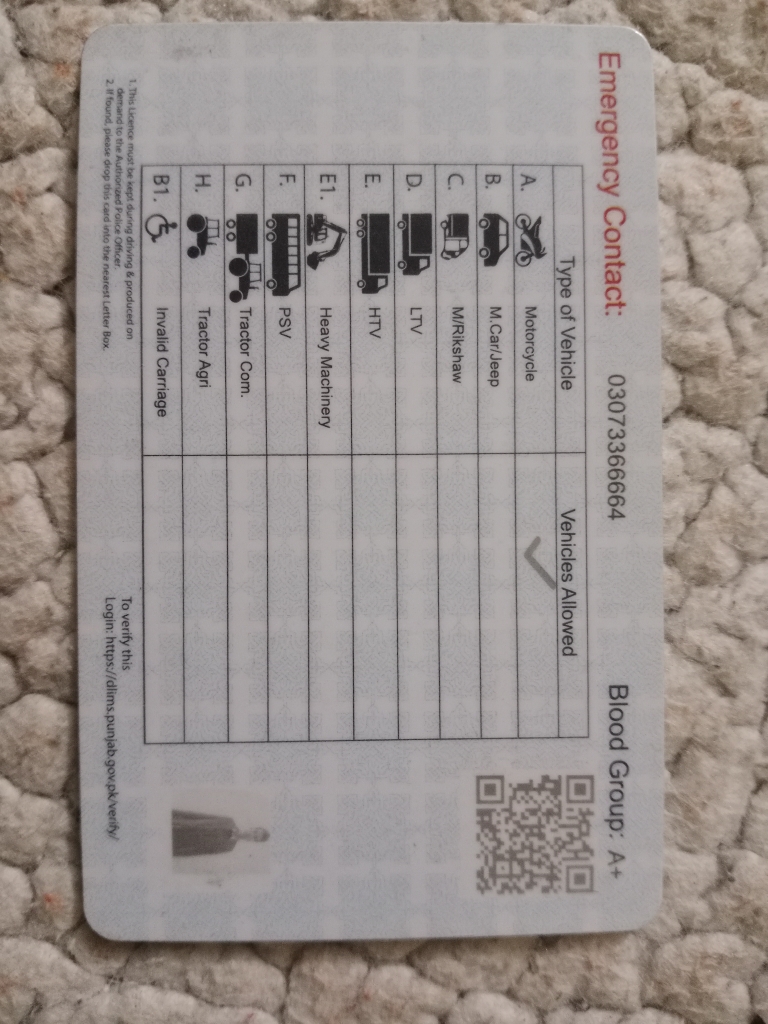 Emergency Contact: 03073366664 Blood Group: A+
Type of Vehicle Vehicles Allowed
A. Motorcycle ✓
B. M.Car/Jeep
C. M/Rikshaw
D. LTV
E. HTV
E1. Heavy Machinery
F. PSV
G. Tractor Com.
H. Tractor Agri
B1. Invalid Carriage
1. This Licence must be kept during driving & produced on
demand to the Authorized Police Officer.
2. If found, please drop this card into the nearest Letter Box.
To verify this
Login: https://dlims.punjab.gov.pk/verify/